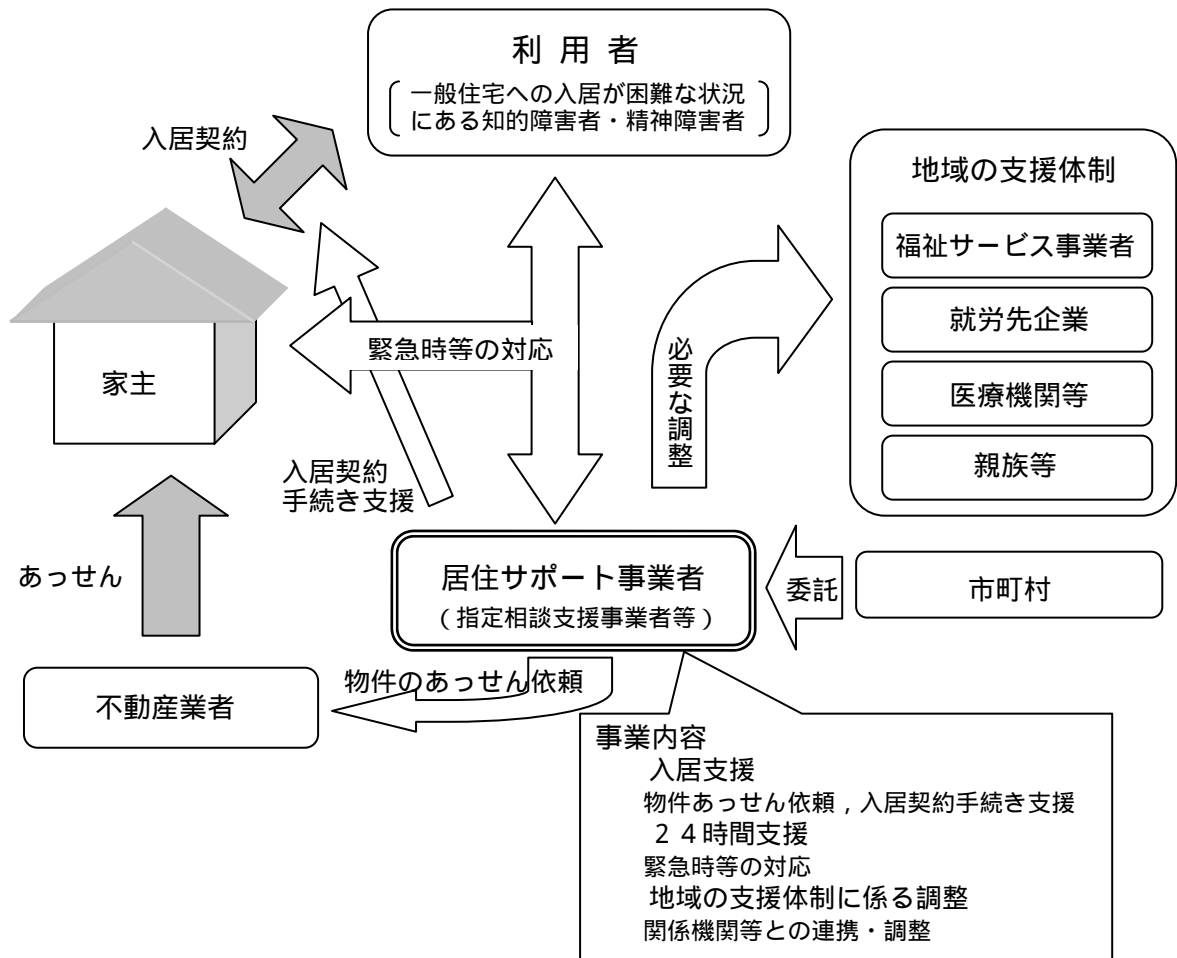 利 用 者
一般住宅への入居が困難な状況
にある知的障害者・精神障害者
入居契約
地域の支援体制
福祉サービス事業者
就労先企業
医療機関等
親族等
緊急時等の対応
必要な調整
家主
入居契約
手続き支援
あっせん
居住サポート事業者
（指定相談支援事業者等）
委託
市町村
不動産業者
物件のあっせん依頼
事業内容
入居支援
物件あっせん依頼，入居契約手続き支援
２４時間支援
緊急時等の対応
地域の支援体制に係る調整
関係機関等との連携・調整